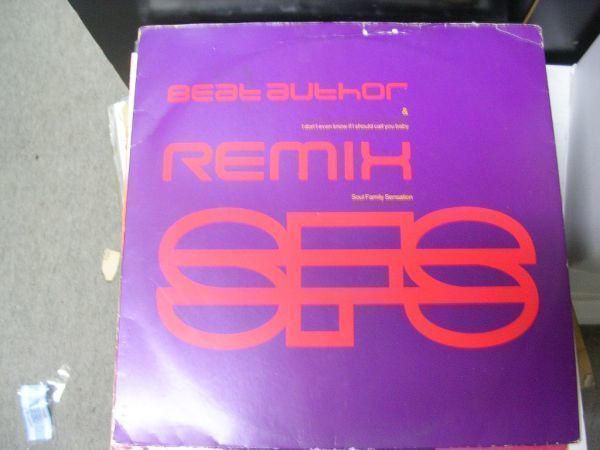 Beat author
&
I don't even know if I should call you baby
REMIX
Soul Family Sensation
SFS